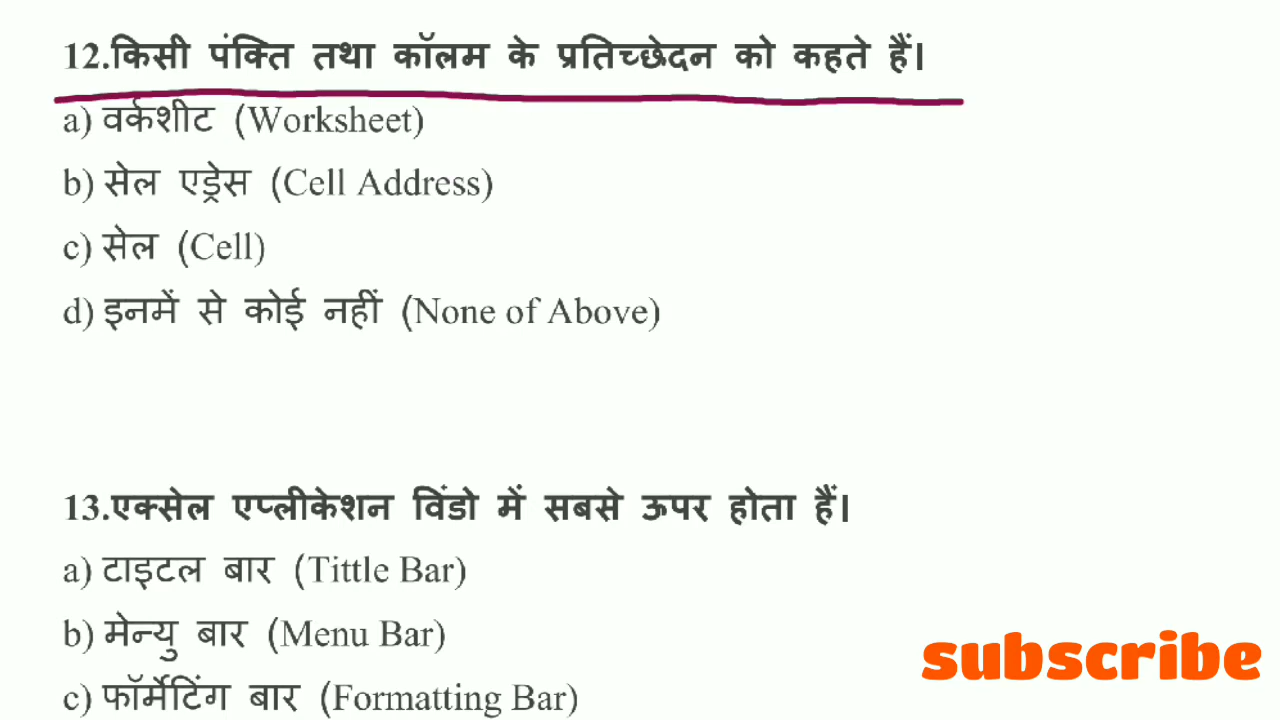 12.किसी पंक्ति तथा कॉलम के प्रतिच्छेदन को कहते हैं।
a) वर्कशीट (Worksheet)
b) सेल एड्रेस (Cell Address)
c) सेल (Cell)
d) इनमें से कोई नहीं (None of Above)
13.एक्सेल एप्लीकेशन विंडो में सबसे ऊपर होता हैं।
a) टाइटल बार (Tittle Bar)
b) मेन्यु बार (Menu Bar)
c) फॉर्मेटिंग बार (Formatting Bar)
subscribe